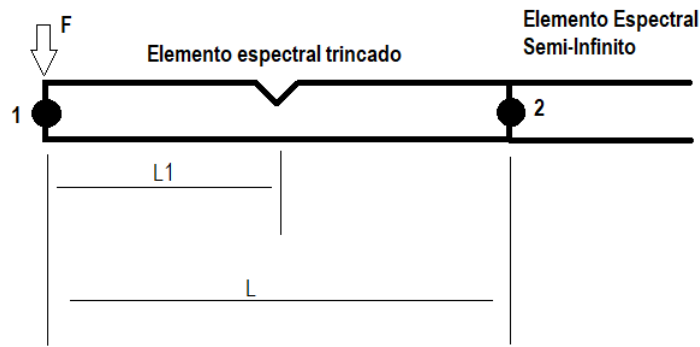 F
Elemento espectral trincado
Elemento Espectral
Semi-Infinito
1
2
L1
L